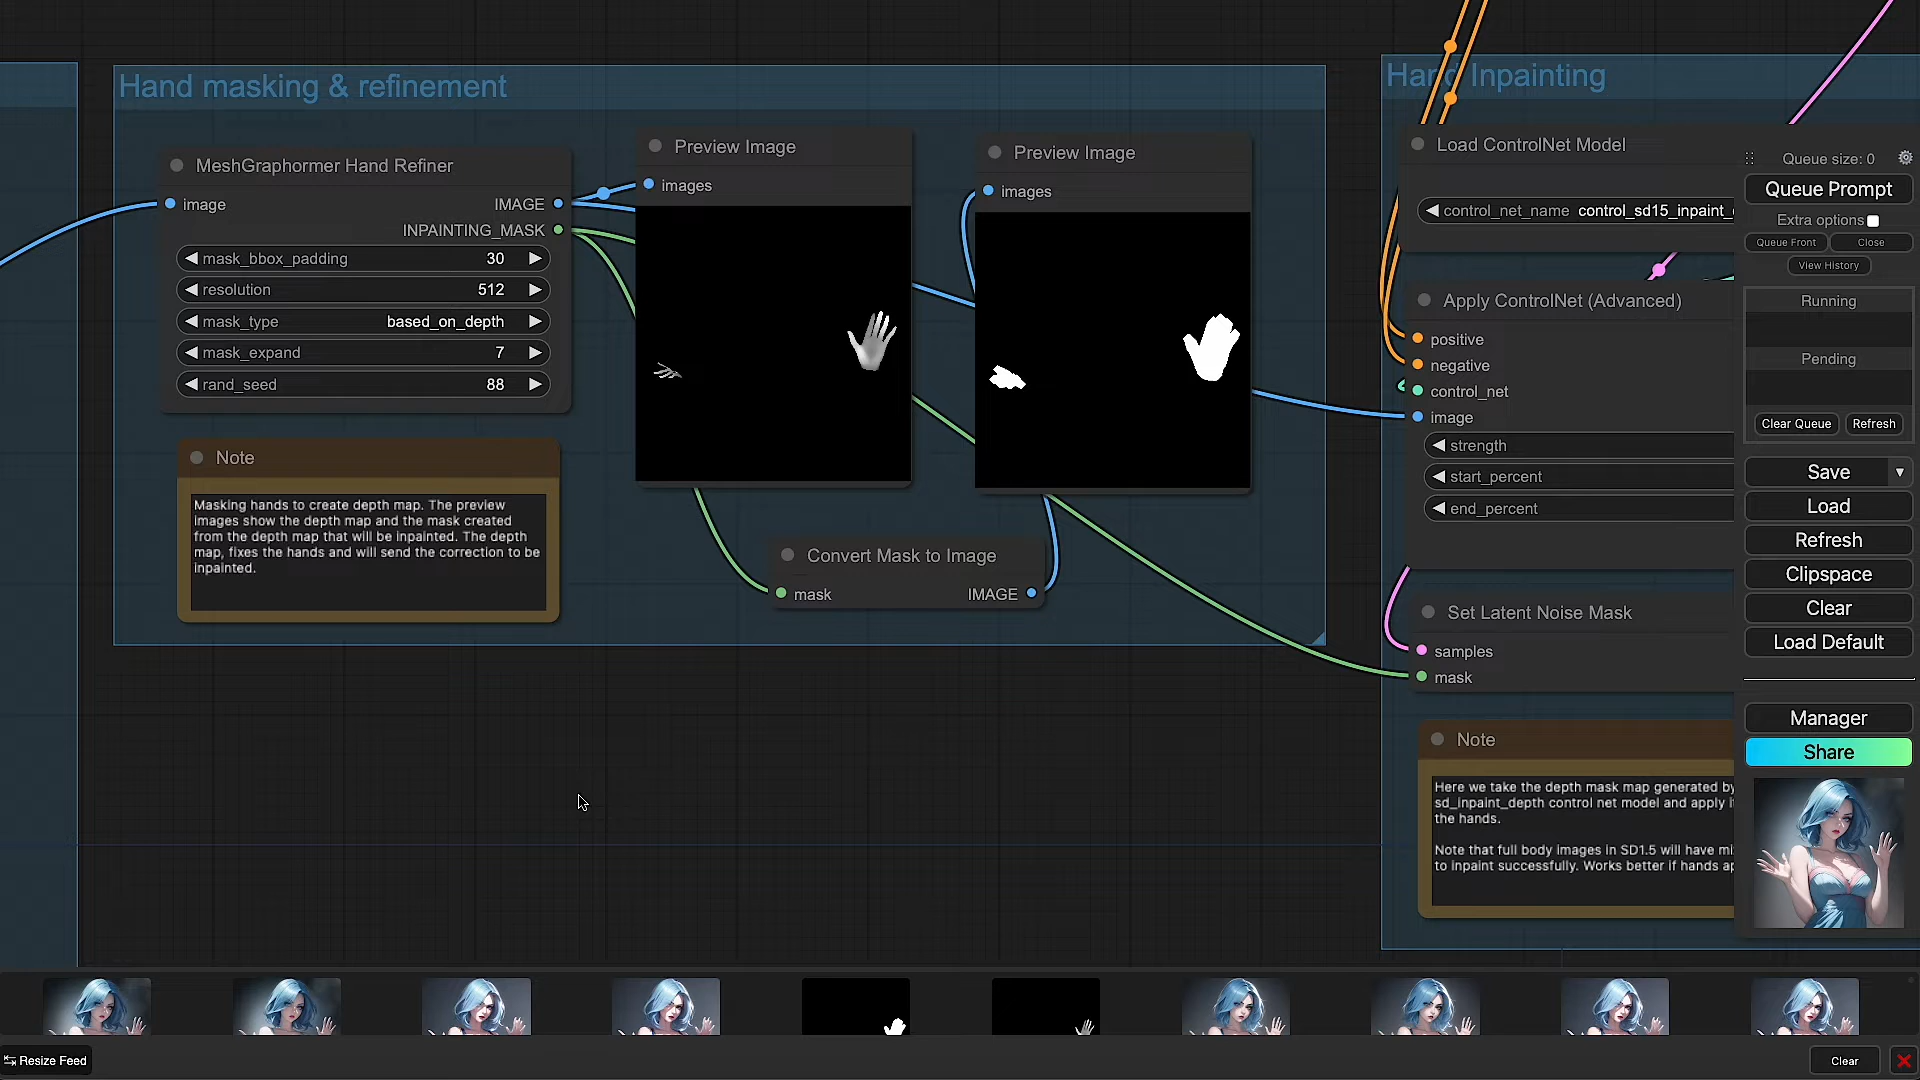 Hand masking & refinement
MeshGraphormer Hand Refiner
image
IMAGE
INPAINTING_MASK
mask_bbox_padding 30
resolution 512
mask_type based_on_depth
mask_expand 7
rand_seed 88
Note
Masking hands to create depth map. The preview
images show the depth map and the mask created
from the depth map that will be inpainted. The depth
map, fixes the hands and will send the correction to be
inpainted.
Preview Image
images
Preview Image
images
Convert Mask to Image
mask
IMAGE
Hand Inpainting
Load ControlNet Model
control_net_name control_sd15_inpaint_
Apply ControlNet (Advanced)
positive
negative
control_net
image
strength
start_percent
end_percent
Set Latent Noise Mask
samples
mask
Note
Here we take the depth mask map generated by
sd_inpaint_depth control net model and apply
the hands.
Note that full body images in SD1.5 will have
to inpaint successfully. Works better if hands
Queue size: 0
Queue Prompt
Extra options
Queue Front
Close
View History
Running
Pending
Clear Queue
Refresh
Save
Load
Refresh
Clipspace
Clear
Load Default
Manager
Share
Resize Feed
Clear